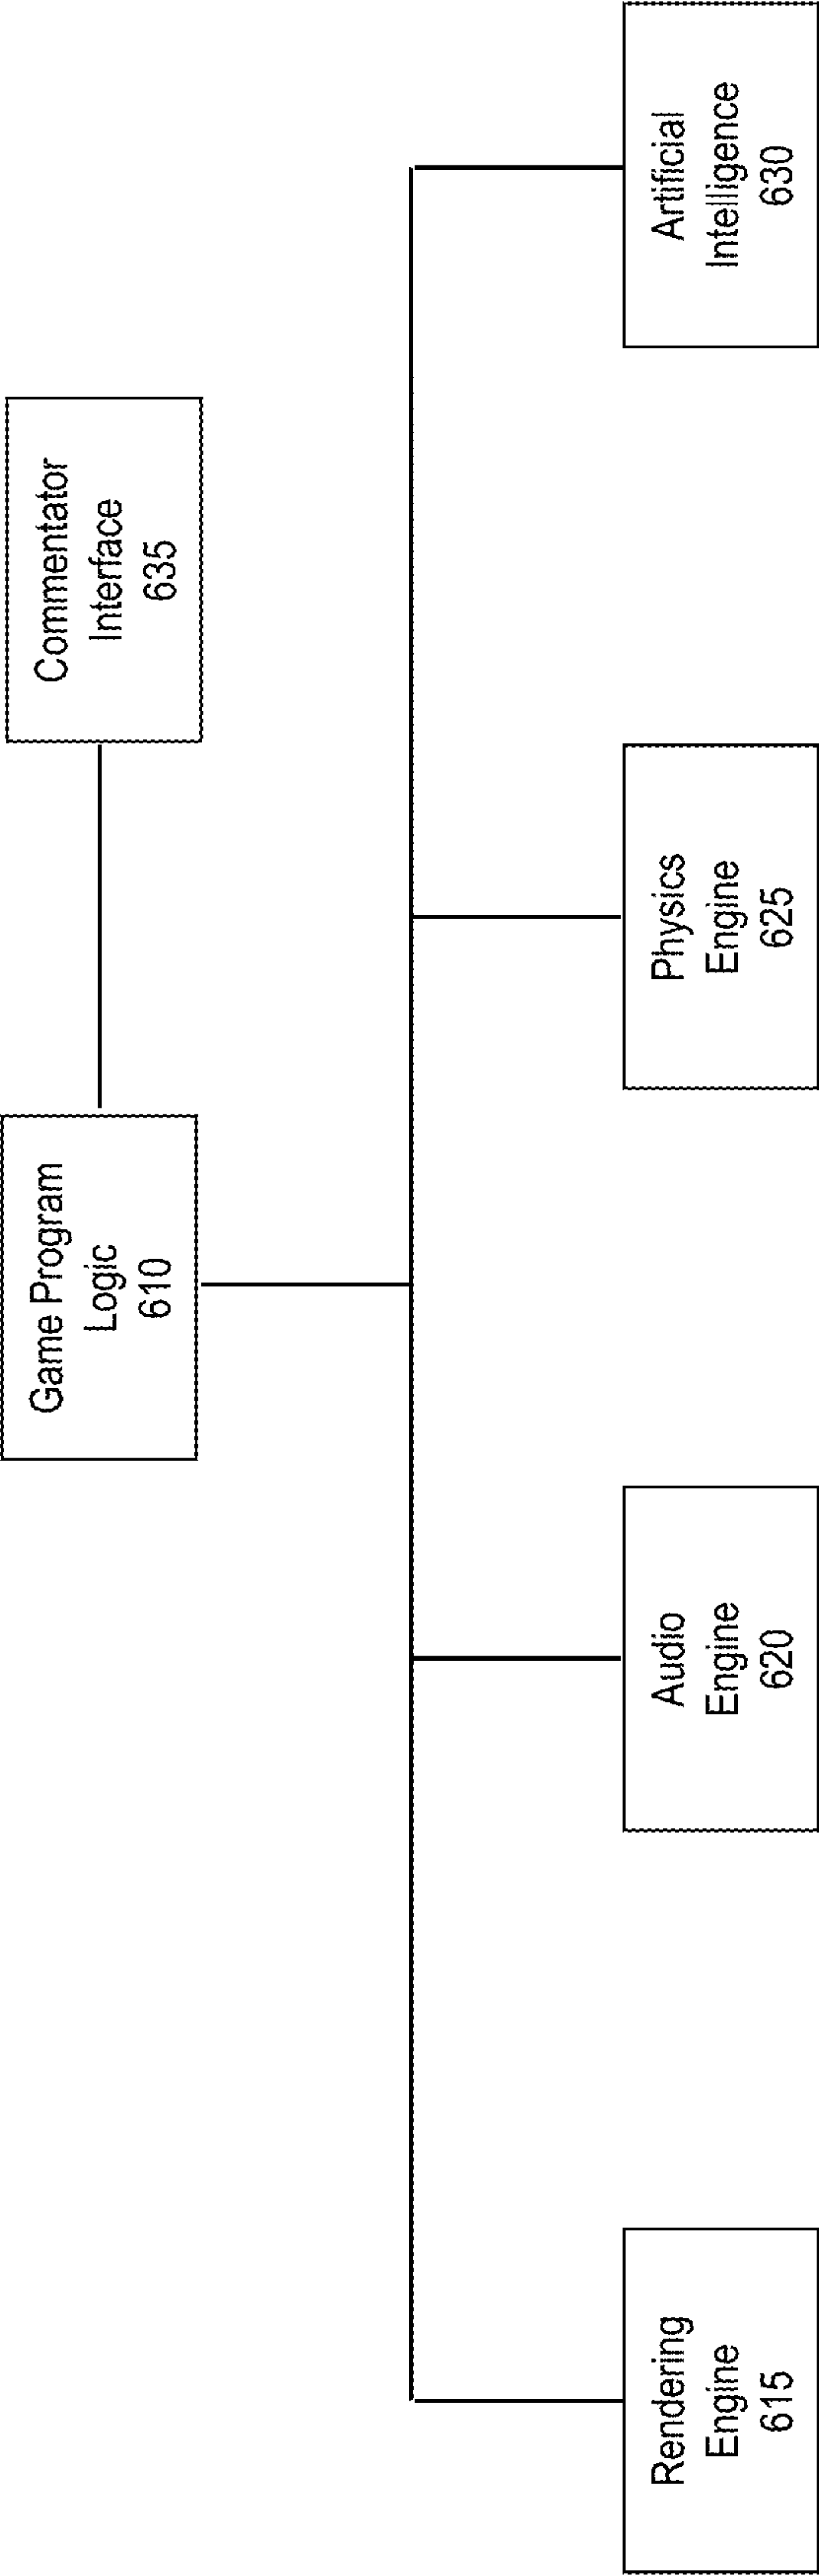 Game Program
Logic
610
Commentator
Interface
635
Rendering
Engine
615
Audio
Engine
620
Physics
Engine
625
Artificial
Intelligence
630